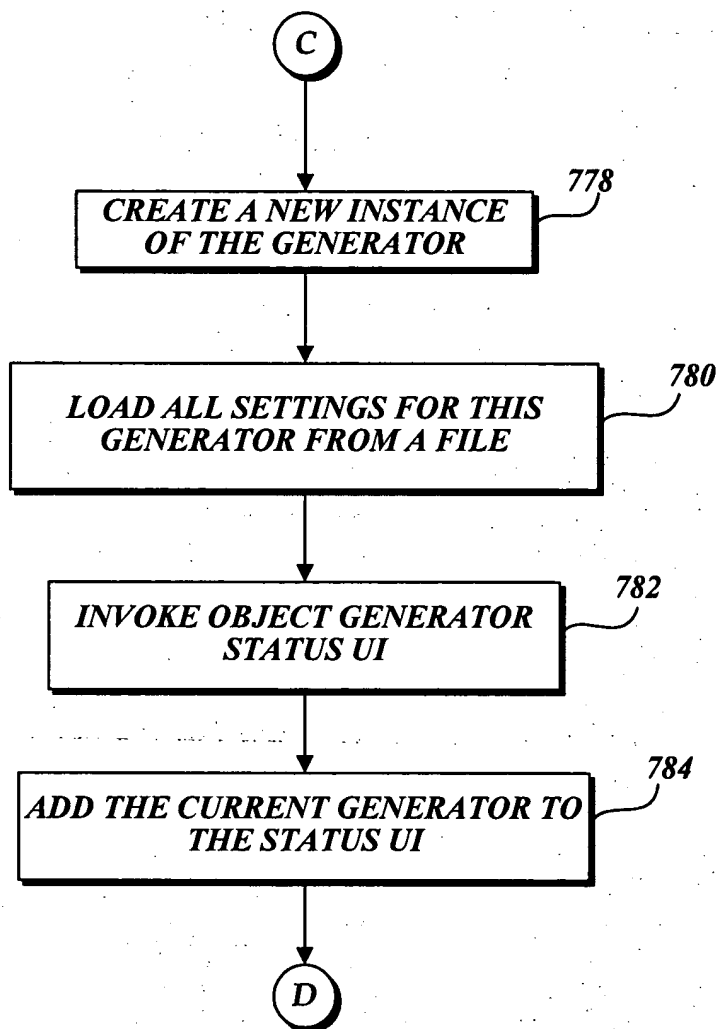 C
778
CREATE A NEW INSTANCE
OF THE GENERATOR
780
LOAD ALL SETTINGS FOR THIS
GENERATOR FROM A FILE
782
INVOKE OBJECT GENERATOR
STATUS UI
784
ADD THE CURRENT GENERATOR TO
THE STATUS UI
D